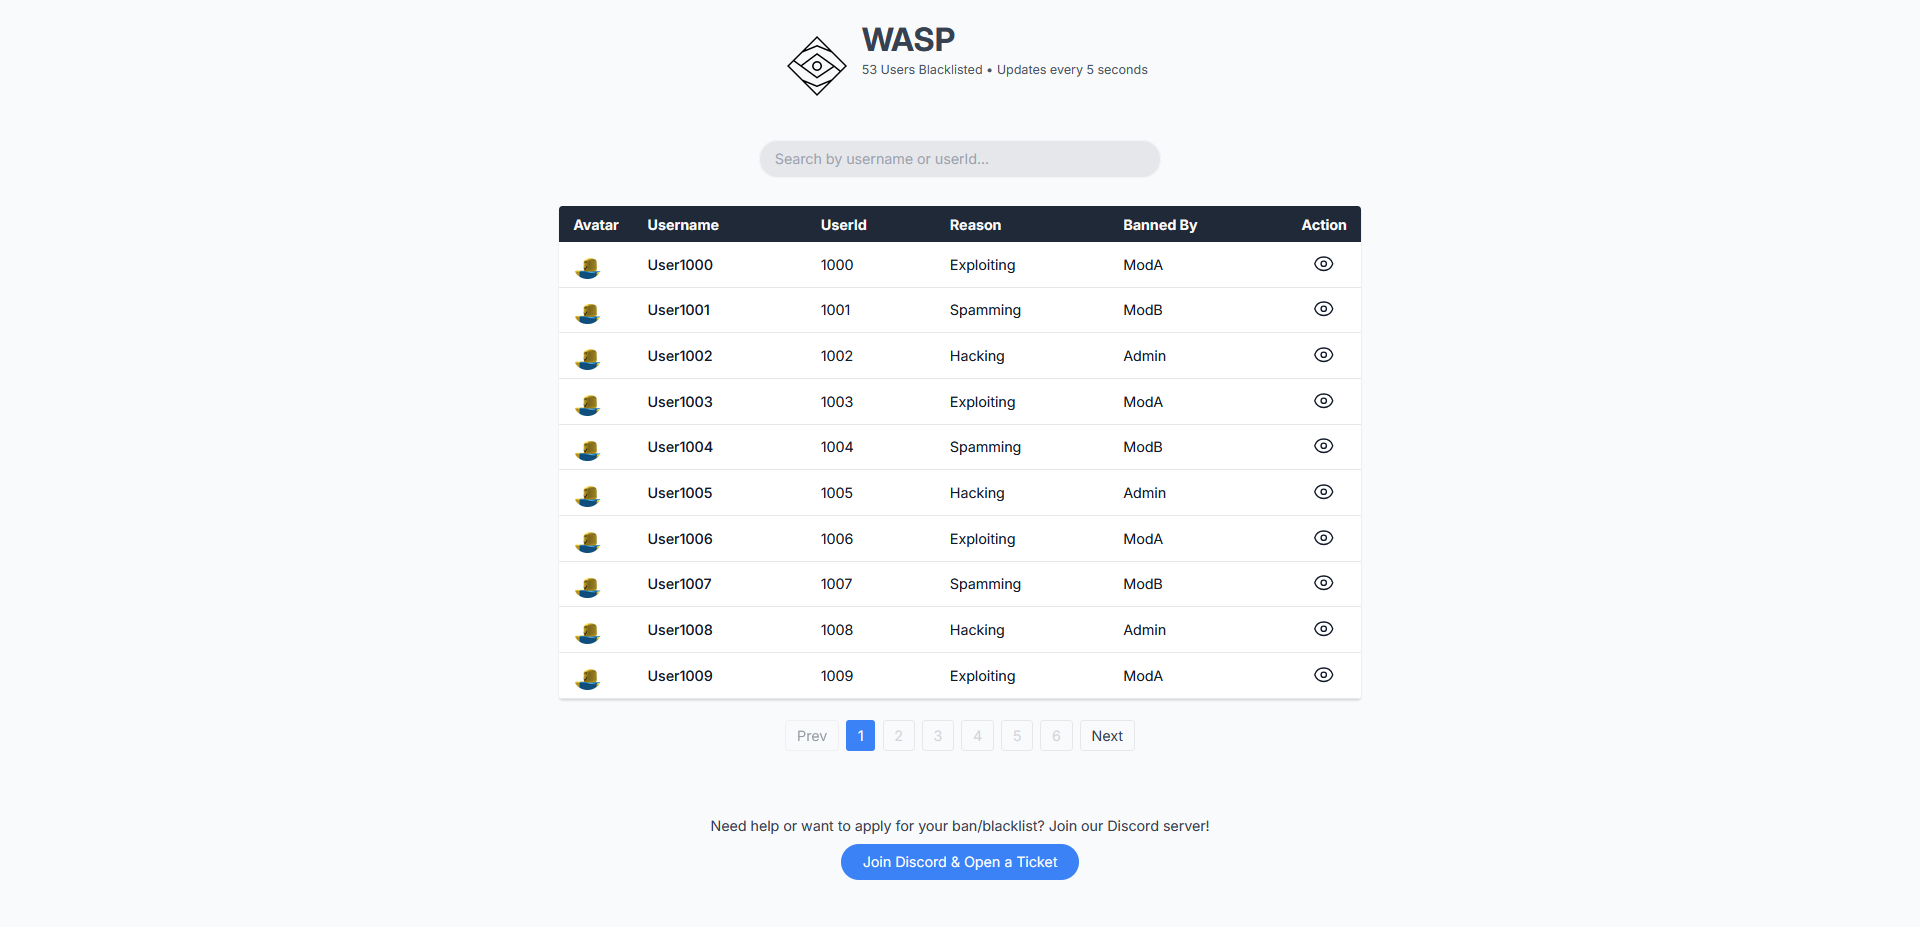 WASP
53 Users Blacklisted • Updates every 5 seconds
Search by username or userId...
Avatar Username UserId Reason Banned By Action
User1000 1000 Exploiting ModA
User1001 1001 Spamming ModB
User1002 1002 Hacking Admin
User1003 1003 Exploiting ModA
User1004 1004 Spamming ModB
User1005 1005 Hacking Admin
User1006 1006 Exploiting ModA
User1007 1007 Spamming ModB
User1008 1008 Hacking Admin
User1009 1009 Exploiting ModA
Prev 1 2 3 4 5 6 Next
Need help or want to apply for your ban/blacklist? Join our Discord server!
Join Discord & Open a Ticket